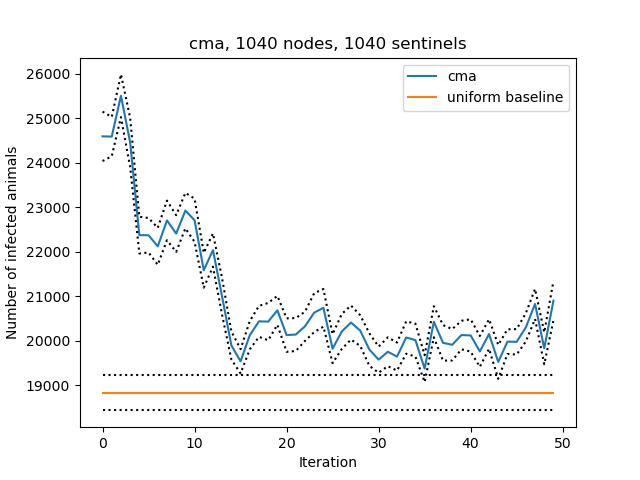 cma, 1040 nodes, 1040 sentinels
cma
uniform baseline
Number of infected animals
26000
25000
24000
23000
22000
21000
20000
19000
0 10 20 30 40 50
Iteration